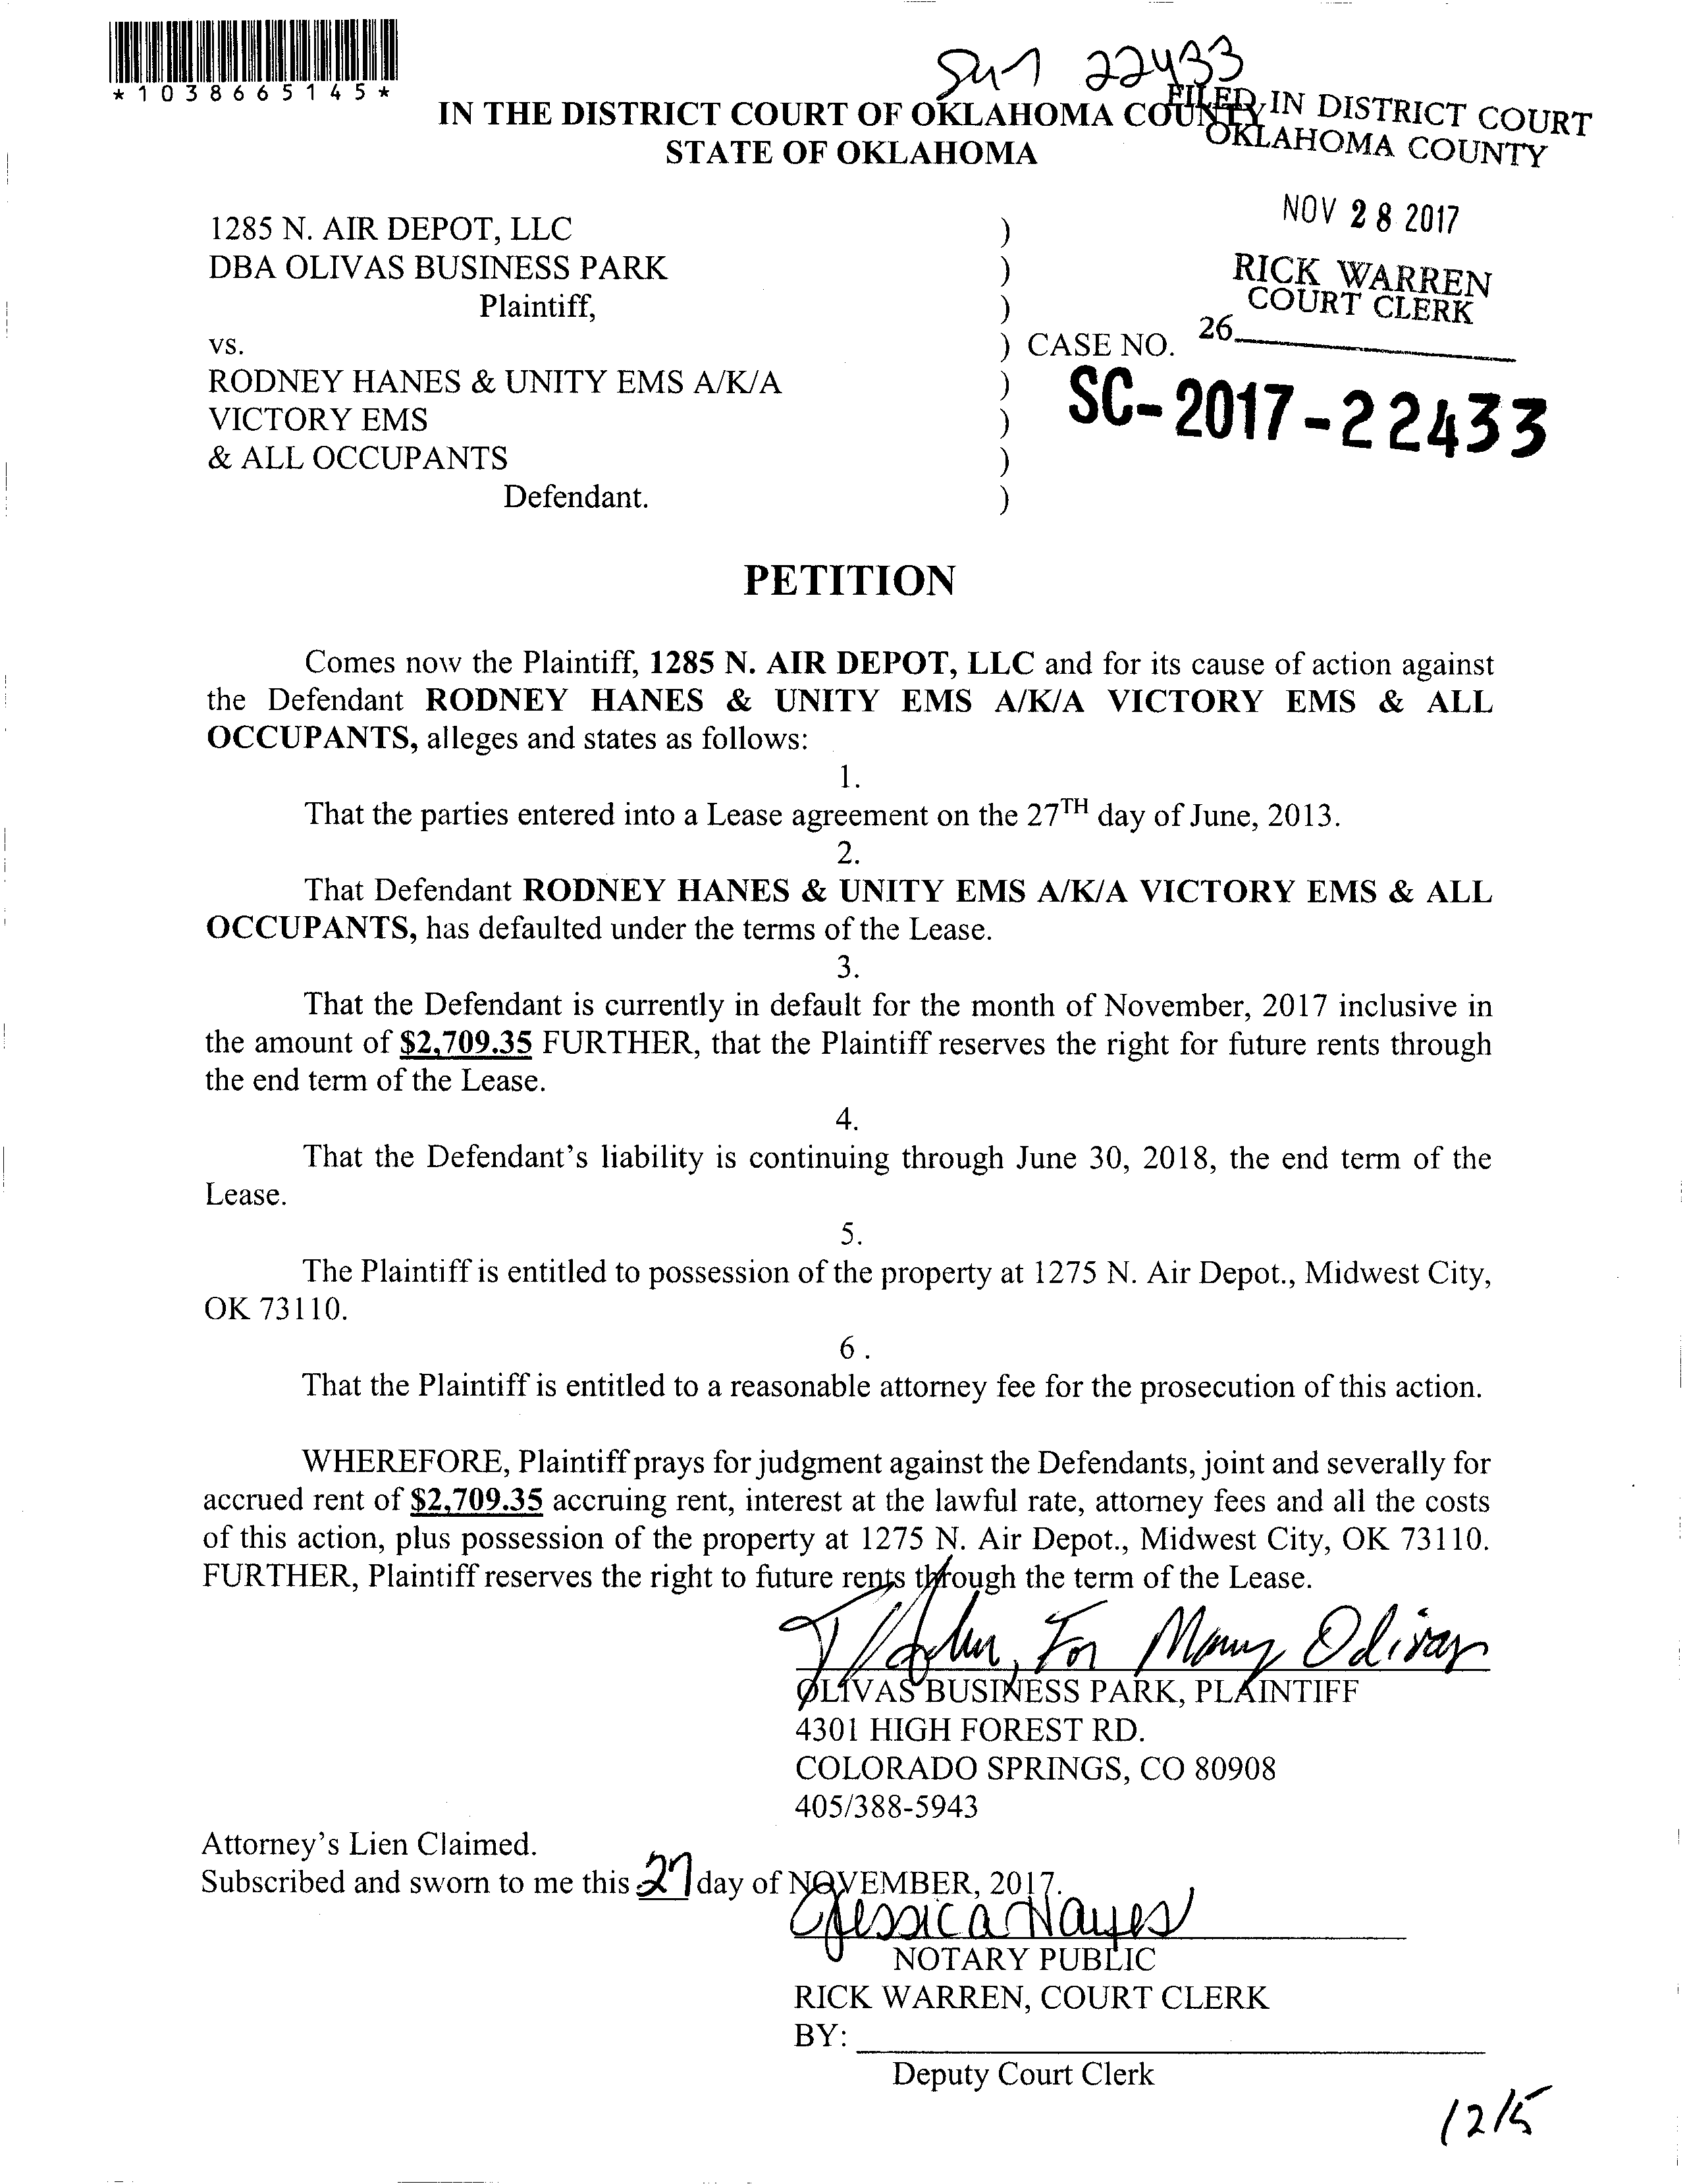 *1038665145*
22433
IN THE DISTRICT COURT OF OKLAHOMA COUNTY
STATE OF OKLAHOMA
FILED IN DISTRICT COURT
OKLAHOMA COUNTY
NOV 28 2017
RICK WARREN
COURT CLERK
26
1285 N. AIR DEPOT, LLC )
DBA OLIVAS BUSINESS PARK )
Plaintiff, )
vs. ) CASE NO.
SC-2017-22433
RODNEY HANES & UNITY EMS A/K/A )
VICTORY EMS )
& ALL OCCUPANTS )
Defendant. )
PETITION
Comes now the Plaintiff, 1285 N. AIR DEPOT, LLC and for its cause of action against
the Defendant RODNEY HANES & UNITY EMS A/K/A VICTORY EMS & ALL
OCCUPANTS, alleges and states as follows:
1.
That the parties entered into a Lease agreement on the 27TH day of June, 2013.
2.
That Defendant RODNEY HANES & UNITY EMS A/K/A VICTORY EMS & ALL
OCCUPANTS, has defaulted under the terms of the Lease.
3.
That the Defendant is currently in default for the month of November, 2017 inclusive in
the amount of $2,709.35 FURTHER, that the Plaintiff reserves the right for future rents through
the end term of the Lease.
4.
That the Defendant's liability is continuing through June 30, 2018, the end term of the
Lease.
5.
The Plaintiff is entitled to possession of the property at 1275 N. Air Depot., Midwest City,
OK 73110.
6 .
That the Plaintiff is entitled to a reasonable attorney fee for the prosecution of this action.
WHEREFORE, Plaintiff prays for judgment against the Defendants, joint and severally for
accrued rent of $2,709.35 accruing rent, interest at the lawful rate, attorney fees and all the costs
of this action, plus possession of the property at 1275 N. Air Depot., Midwest City, OK 73110.
FURTHER, Plaintiff reserves the right to future rents through the term of the Lease.
For Manny Olivas
OLIVAS BUSINESS PARK, PLAINTIFF
4301 HIGH FOREST RD.
COLORADO SPRINGS, CO 80908
405/388-5943
Attorney's Lien Claimed.
Subscribed and sworn to me this 27 day of NOVEMBER, 2017.
Jessica Hayes
NOTARY PUBLIC
RICK WARREN, COURT CLERK
BY:
Deputy Court Clerk
12/5